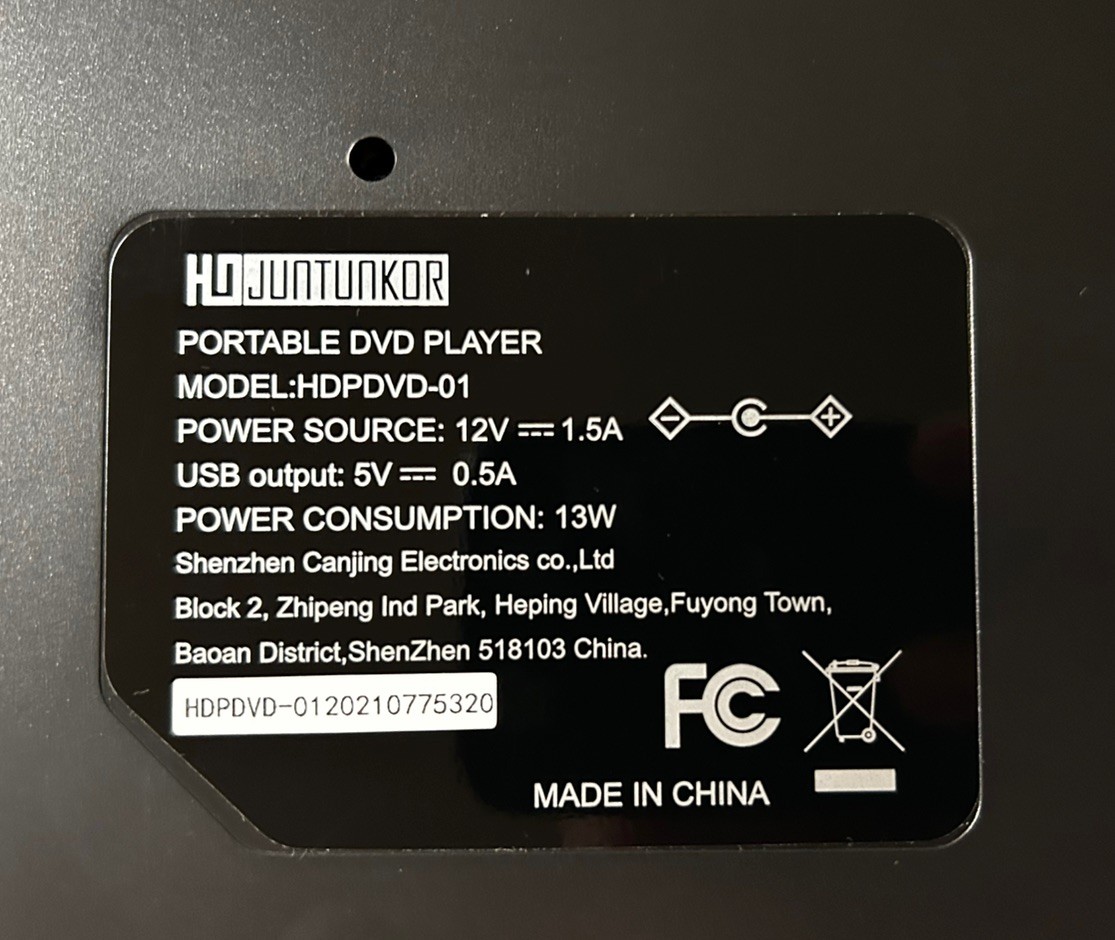 HD JUNTUNKOR
PORTABLE DVD PLAYER
MODEL:HDPDVD-01
POWER SOURCE: 12V ⎓ 1.5A
USB output: 5V ⎓ 0.5A
POWER CONSUMPTION: 13W
Shenzhen Canjing Electronics co.,Ltd
Block 2, Zhipeng Ind Park, Heping Village,Fuyong Town,
Baoan District,ShenZhen 518103 China.
HDPDVD-0120210775320
FC
MADE IN CHINA